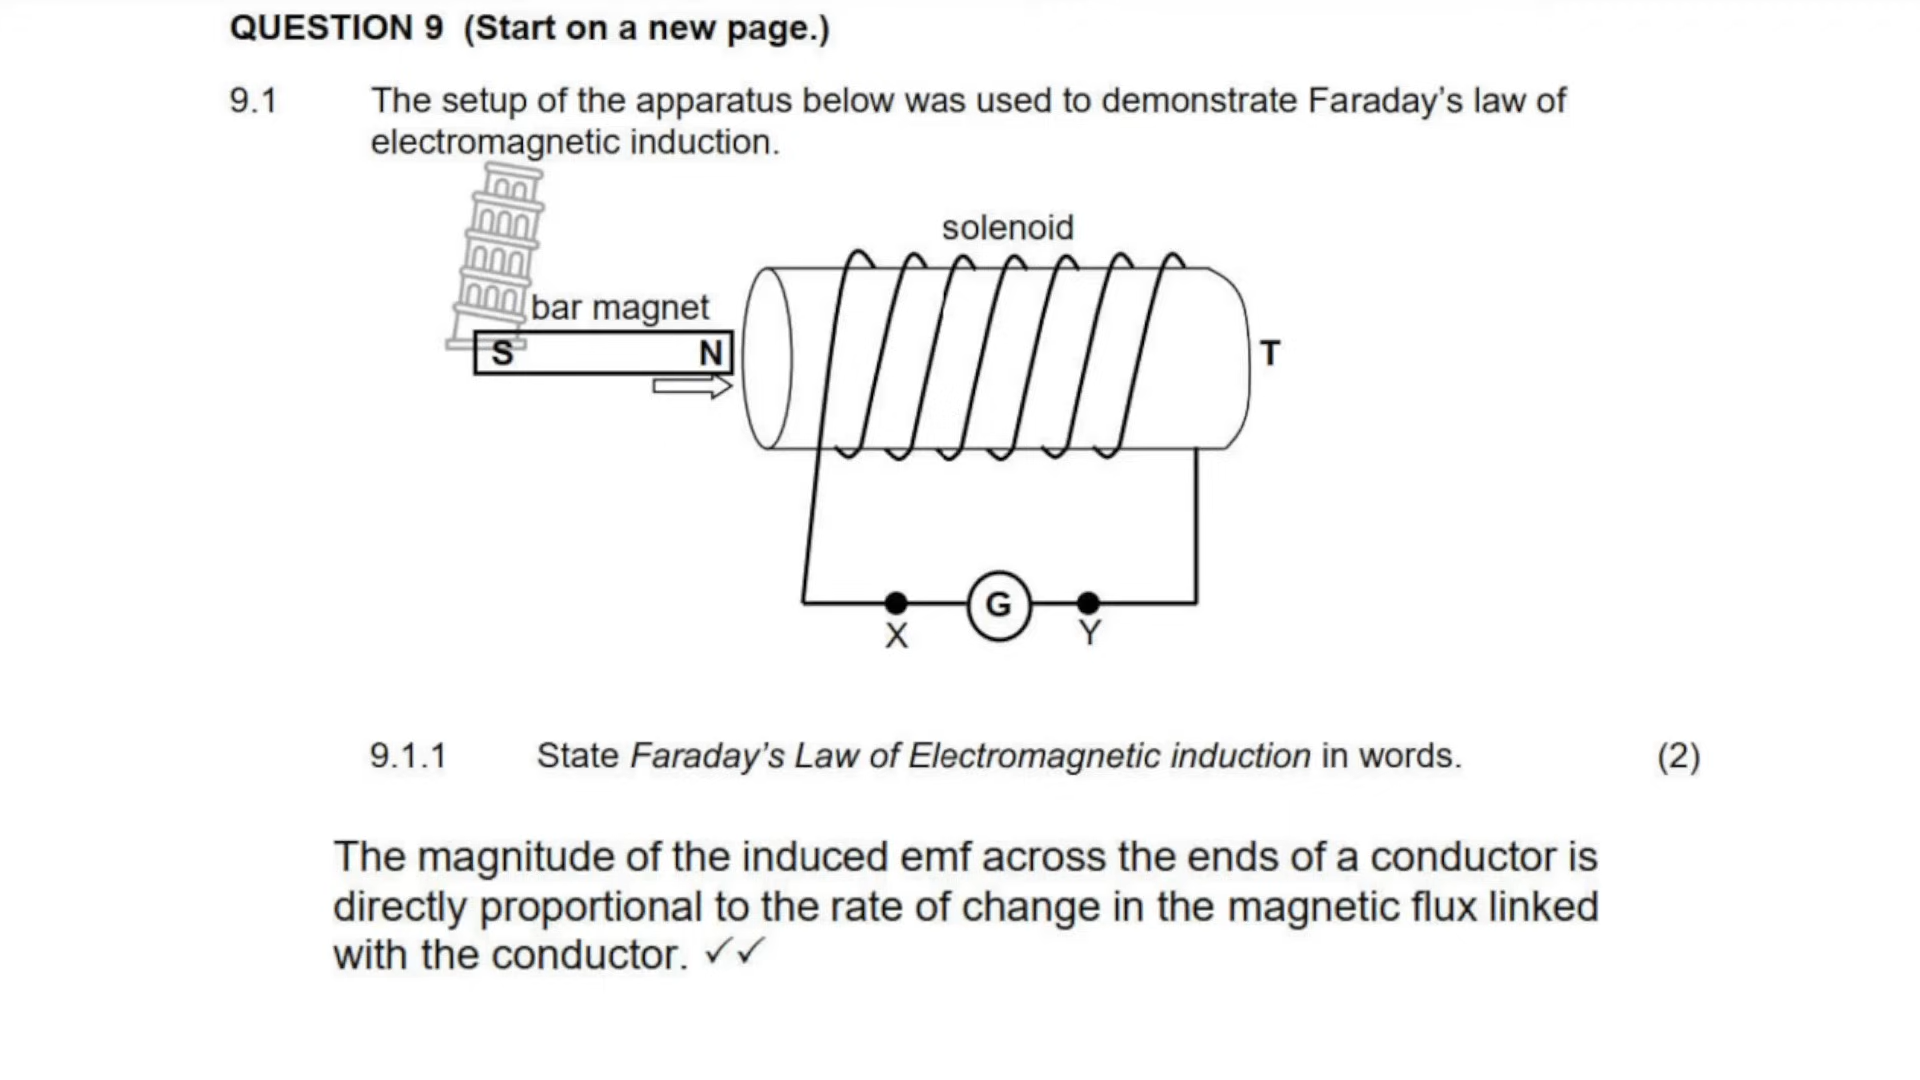 QUESTION 9 (Start on a new page.)
9.1 The setup of the apparatus below was used to demonstrate Faraday's law of
electromagnetic induction.
solenoid
bar magnet
S N
T
G
X Y
9.1.1 State Faraday's Law of Electromagnetic induction in words. (2)
The magnitude of the induced emf across the ends of a conductor is
directly proportional to the rate of change in the magnetic flux linked
with the conductor. ✓✓